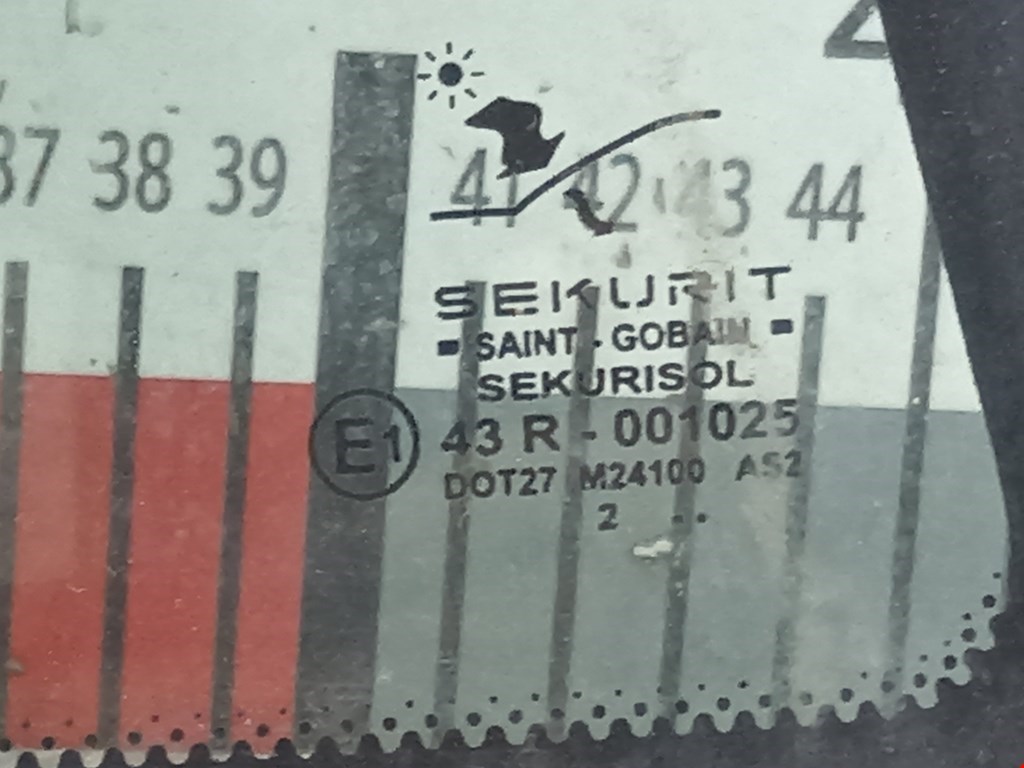 37 38 39 41 42 43 44
SEKURIT
SAINT-GOBAIN
SEKURISOL
E1 43 R - 001025
DOT27 M24100 AS2
2 ..